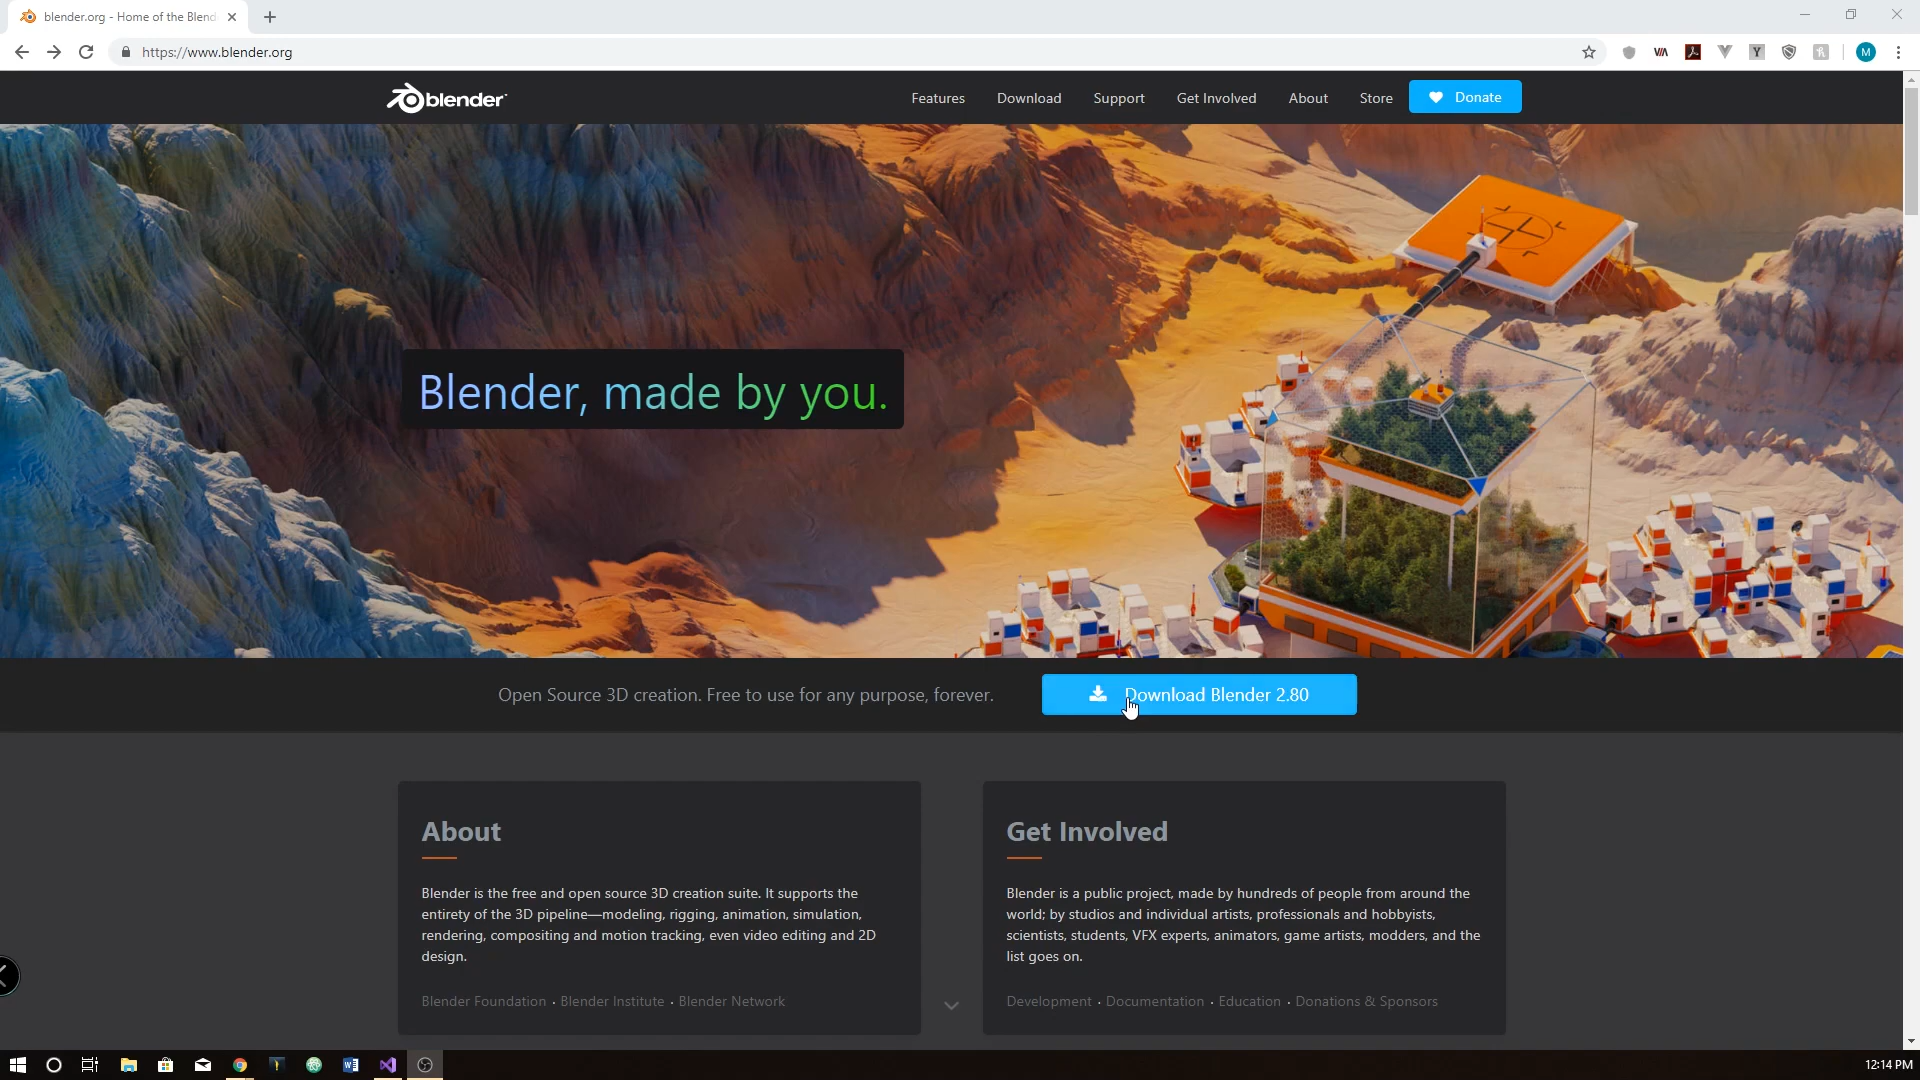 blender.org - Home of the Blend
https://www.blender.org
M
blender
Features
Download
Support
Get Involved
About
Store
Donate
Blender, made by you.
Open Source 3D creation. Free to use for any purpose, forever.
Download Blender 2.80
About
Blender is the free and open source 3D creation suite. It supports the
entirety of the 3D pipeline—modeling, rigging, animation, simulation,
rendering, compositing and motion tracking, even video editing and 2D
design.
Blender Foundation · Blender Institute · Blender Network
Get Involved
Blender is a public project, made by hundreds of people from around the
world; by studios and individual artists, professionals and hobbyists,
scientists, students, VFX experts, animators, game artists, modders, and the
list goes on.
Development · Documentation · Education · Donations & Sponsors
12:14 PM